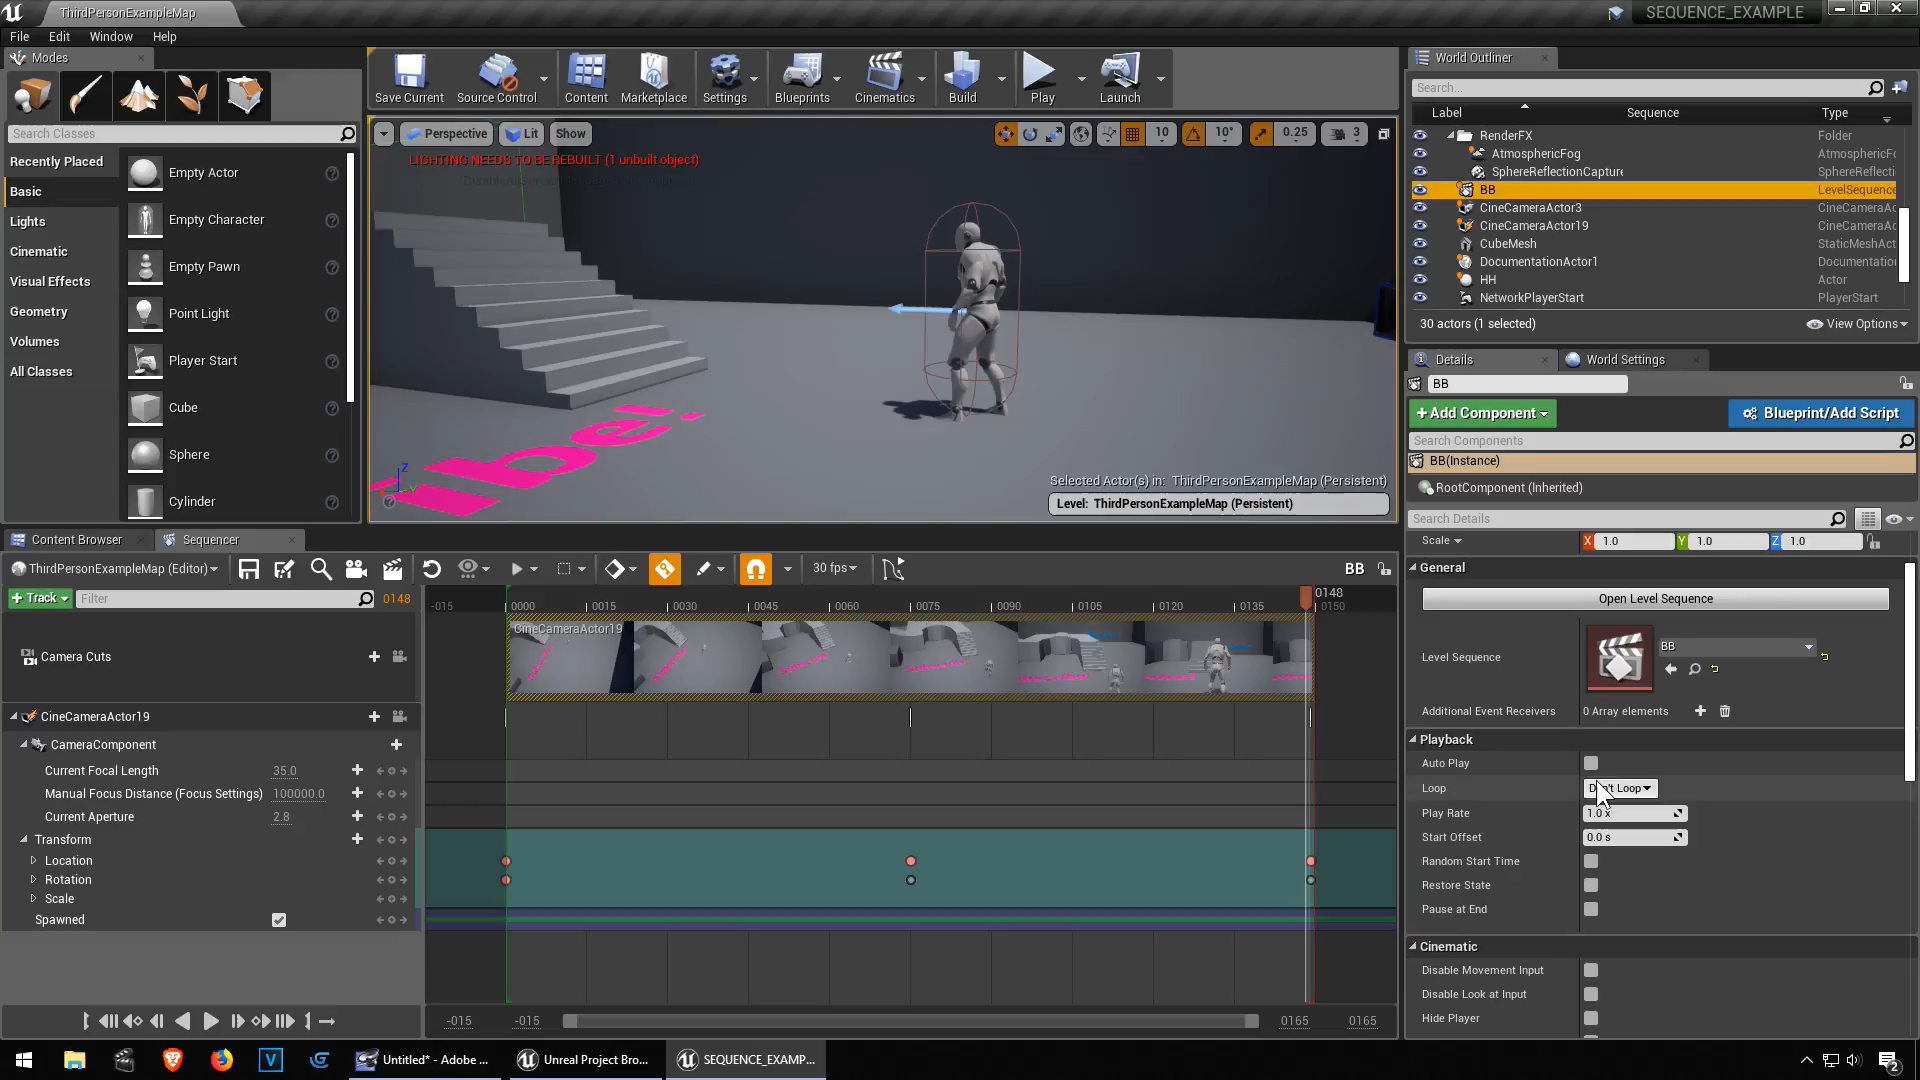 ThirdPersonExampleMap
SEQUENCE_EXAMPLE
File Edit Window Help
Modes
Search Classes
Recently Placed
Basic
Lights
Cinematic
Visual Effects
Geometry
Volumes
All Classes
Empty Actor
Empty Character
Empty Pawn
Point Light
Player Start
Cube
Sphere
Cylinder
Save Current
Source Control
Content
Marketplace
Settings
Blueprints
Cinematics
Build
Play
Launch
Perspective Lit Show
10 10° 0.25 3
LIGHTING NEEDS TO BE REBUILT (1 unbuilt object)
Selected Actor(s) in: ThirdPersonExampleMap (Persistent)
Level: ThirdPersonExampleMap (Persistent)
World Outliner
Search...
Label Sequence Type
RenderFX Folder
AtmosphericFog AtmosphericFo
SphereReflectionCapture SphereReflecti
BB LevelSequence
CineCameraActor3 CineCameraAc
CineCameraActor19 CineCameraAc
CubeMesh StaticMeshAct
DocumentationActor1 Documentatio
HH Actor
NetworkPlayerStart PlayerStart
30 actors (1 selected) View Options
Details World Settings
BB
+Add Component Blueprint/Add Script
Search Components
BB(Instance)
RootComponent (Inherited)
Search Details
Scale X 1.0 Y 1.0 Z 1.0
General
Open Level Sequence
Level Sequence BB
Additional Event Receivers 0 Array elements
Playback
Auto Play
Loop Don't Loop
Play Rate 1.0 x
Start Offset 0.0 s
Random Start Time
Restore State
Pause at End
Cinematic
Disable Movement Input
Disable Look at Input
Hide Player
Content Browser Sequencer
ThirdPersonExampleMap (Editor) 30 fps BB
+ Track Filter 0148
-015 0000 0015 0030 0045 0060 0075 0090 0105 0120 0135 0148 0150
CineCameraActor19
Camera Cuts
CineCameraActor19
CameraComponent
Current Focal Length 35.0
Manual Focus Distance (Focus Settings) 100000.0
Current Aperture 2.8
Transform
Location
Rotation
Scale
Spawned
-015 -015 0165 0165
Untitled* - Adobe ...
Unreal Project Bro...
SEQUENCE_EXAMP...
2